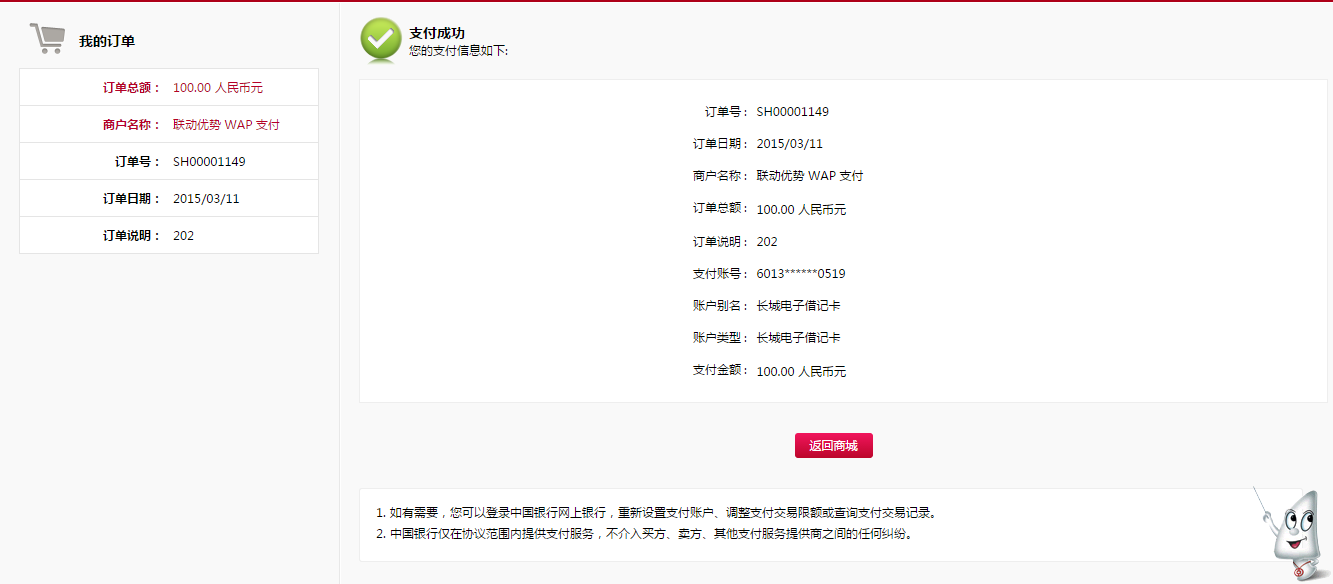 我的订单
订单总额： 100.00 人民币元
商户名称： 联动优势 WAP 支付
订单号： SH00001149
订单日期： 2015/03/11
订单说明： 202
支付成功
您的支付信息如下:
订单号： SH00001149
订单日期： 2015/03/11
商户名称： 联动优势 WAP 支付
订单总额： 100.00 人民币元
订单说明： 202
支付账号： 6013******0519
账户别名： 长城电子借记卡
账户类型： 长城电子借记卡
支付金额： 100.00 人民币元
返回商城
1. 如有需要，您可以登录中国银行网上银行，重新设置支付账户、调整支付交易限额或查询支付交易记录。
2. 中国银行仅在协议范围内提供支付服务，不介入买方、卖方、其他支付服务提供商之间的任何纠纷。